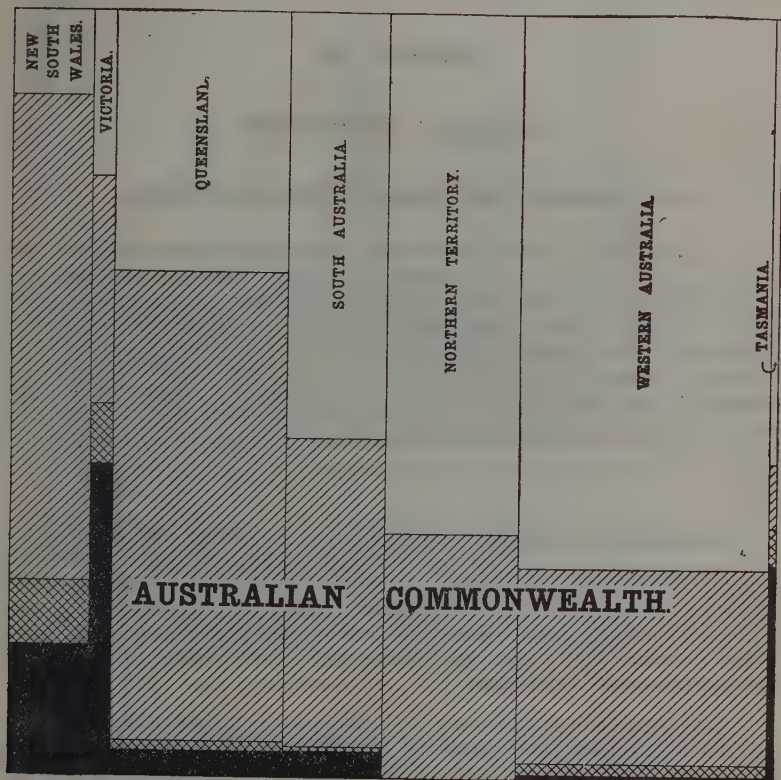 NEW
SOUTH
WALES.
VICTORIA.
QUEENSLAND.
SOUTH AUSTRALIA.
NORTHERN TERRITORY.
WESTERN AUSTRALIA.
TASMANIA.
AUSTRALIAN COMMONWEALTH.